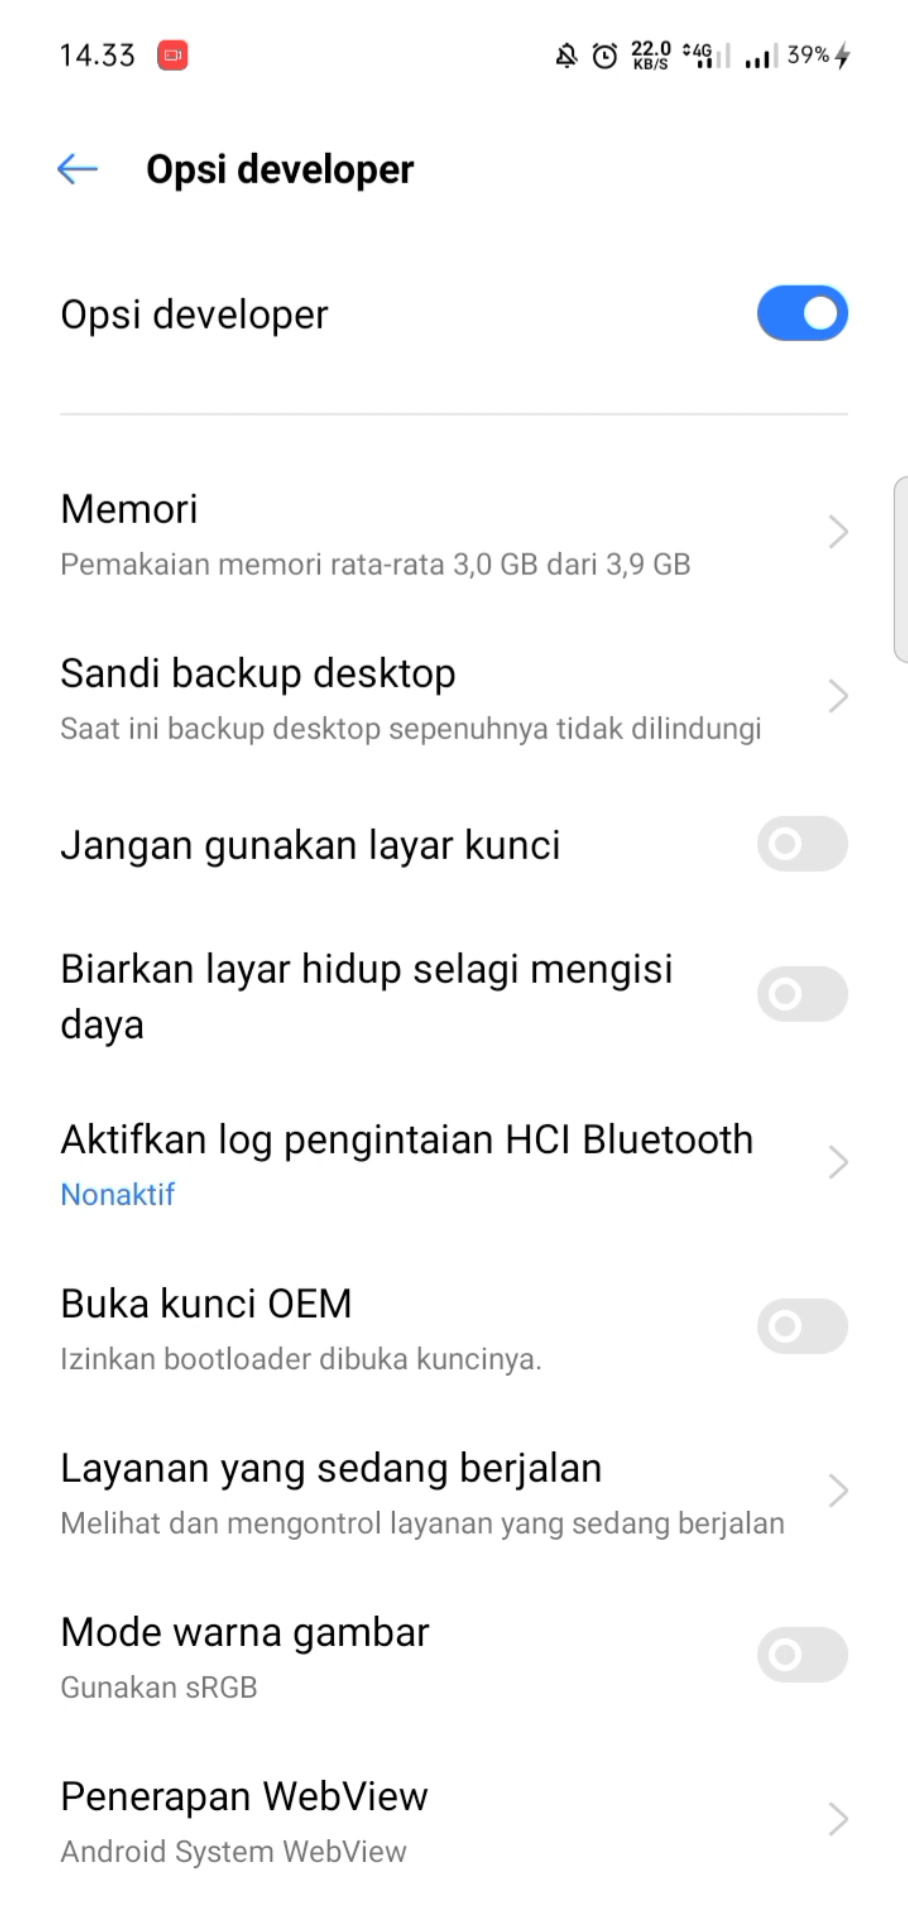 14.33
22.0
KB/S
4G
39%
Opsi developer
Opsi developer
Memori
Pemakaian memori rata-rata 3,0 GB dari 3,9 GB
Sandi backup desktop
Saat ini backup desktop sepenuhnya tidak dilindungi
Jangan gunakan layar kunci
Biarkan layar hidup selagi mengisi
daya
Aktifkan log pengintaian HCI Bluetooth
Nonaktif
Buka kunci OEM
Izinkan bootloader dibuka kuncinya.
Layanan yang sedang berjalan
Melihat dan mengontrol layanan yang sedang berjalan
Mode warna gambar
Gunakan sRGB
Penerapan WebView
Android System WebView